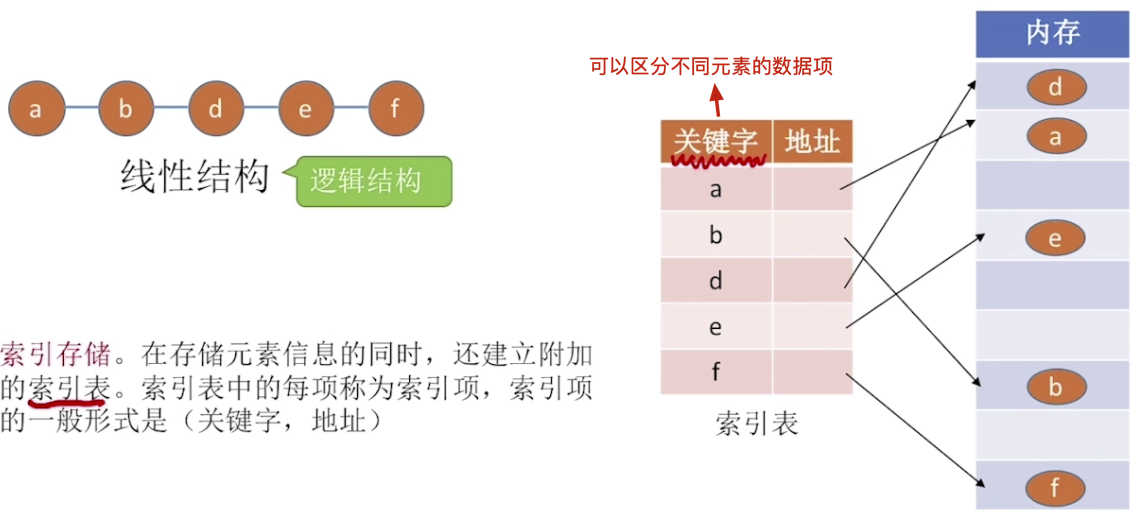 a b d e f
线性结构
逻辑结构
索引存储。在存储元素信息的同时，还建立附加
的索引表。索引表中的每项称为索引项，索引项
的一般形式是（关键字，地址）
可以区分不同元素的数据项
关键字 地址
a
b
d
e
f
索引表
内存
d
a
e
b
f